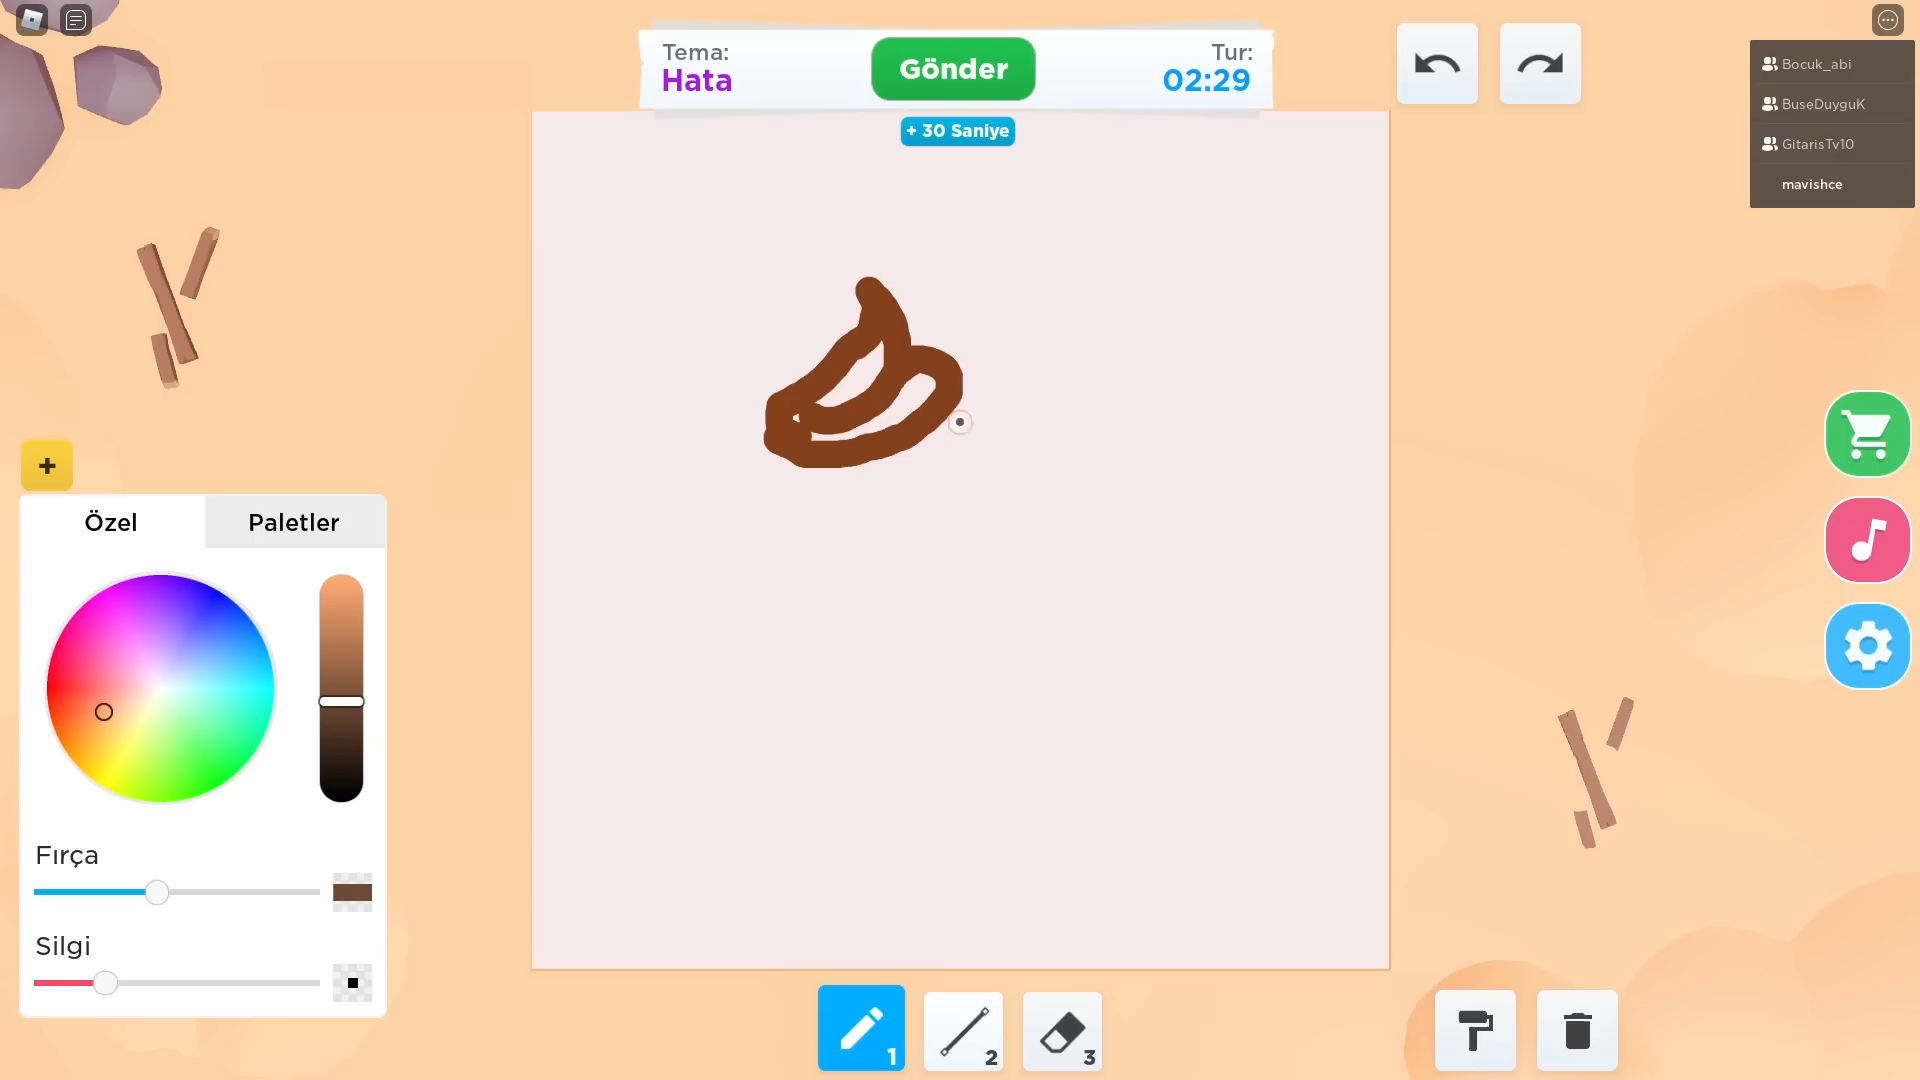 Tema:
Hata
Gönder
Tur:
02:29
+ 30 Saniye
Bocuk_abi
BuseDuyguK
GitarisTv10
mavishce
+
Özel
Paletler
Fırça
Silgi
1
2
3